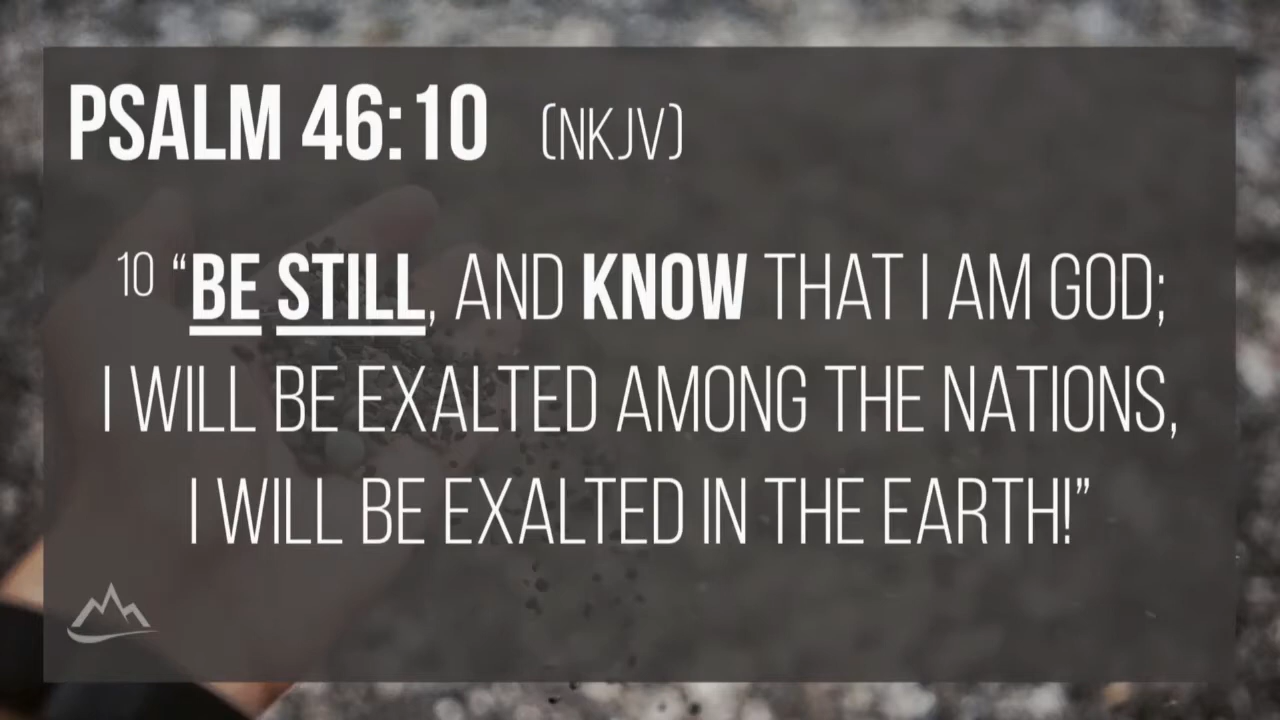 PSALM 46:10 (NKJV)
10 “BE STILL, AND KNOW THAT I AM GOD;
I WILL BE EXALTED AMONG THE NATIONS,
I WILL BE EXALTED IN THE EARTH!”